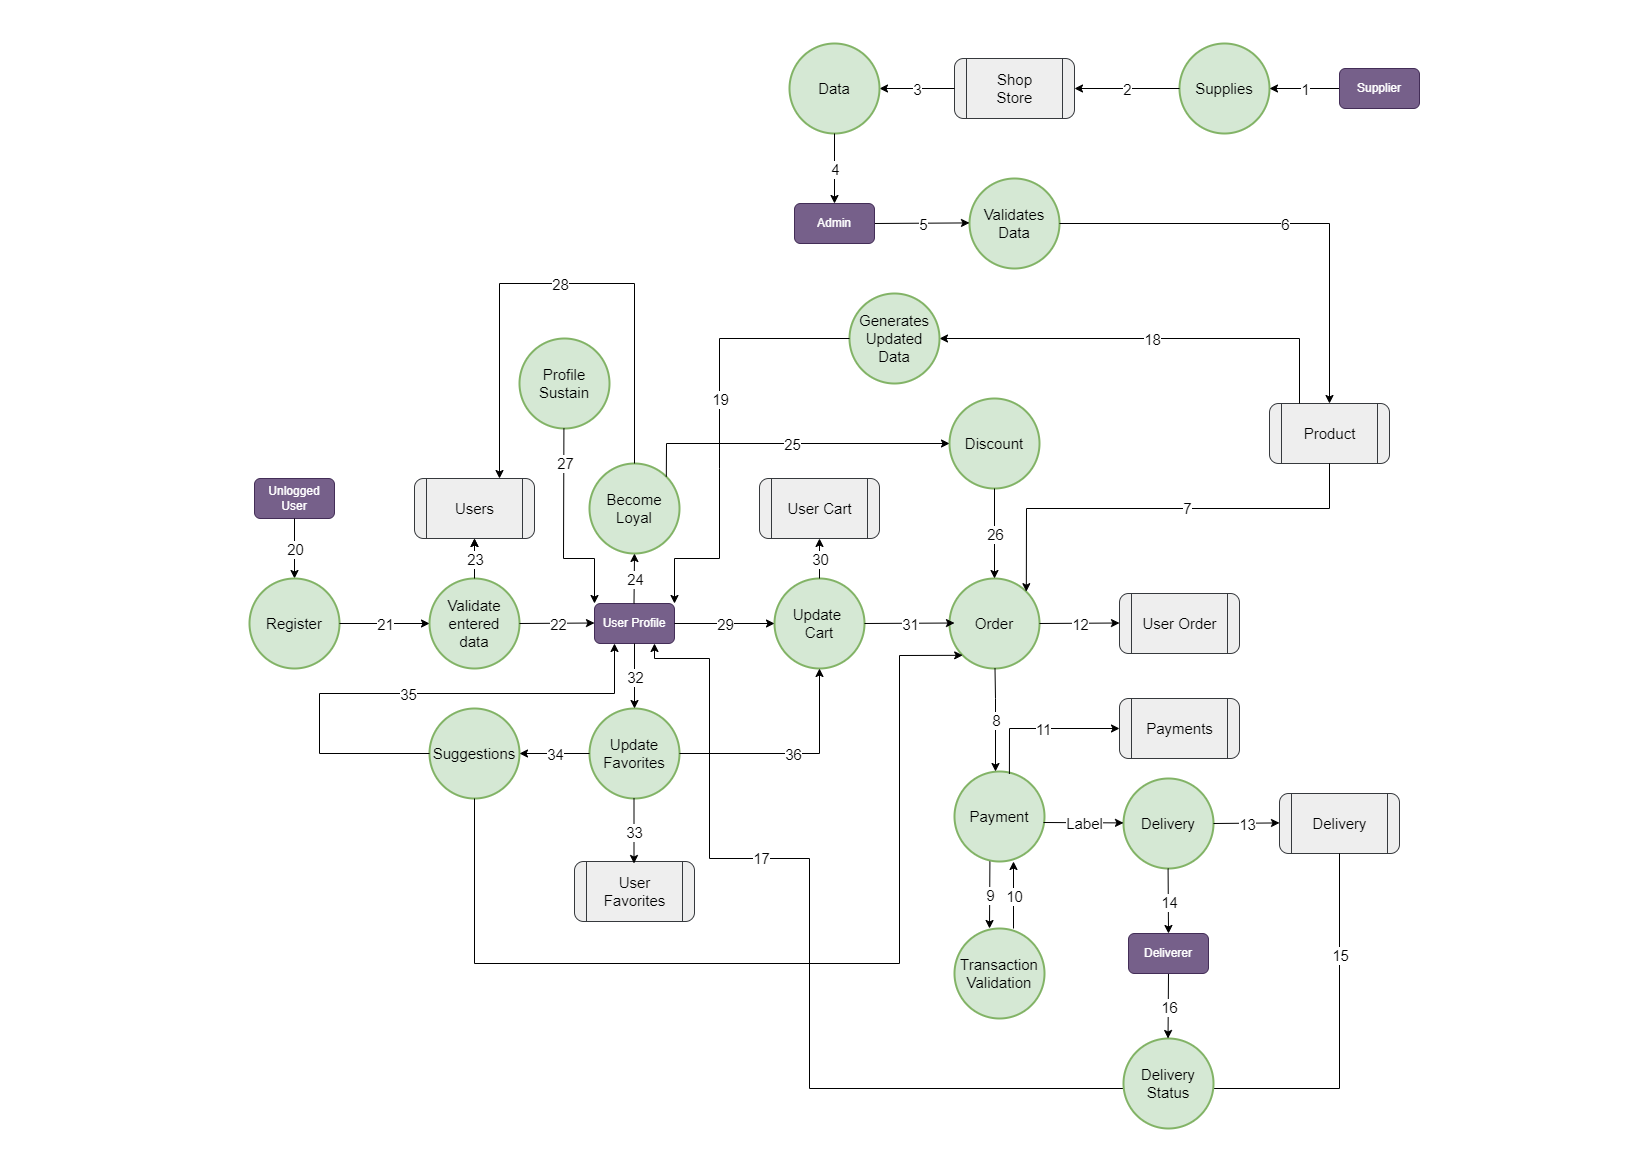 Data
3
Shop
Store
2
Supplies
1
Supplier
4
Admin
5
Validates
Data
6
28
Generates
Updated
Data
18
Profile
Sustain
19
Product
25
Discount
27
Unlogged
User
Users
Become
Loyal
User Cart
7
26
20
23
24
30
Register
21
Validate
entered
data
22
User Profile
29
Update
Cart
31
Order
12
User Order
32
35
8
11
Payments
Suggestions
34
Update
Favorites
36
Payment
Label
Delivery
13
Delivery
33
17
User
Favorites
9
10
14
Transaction
Validation
Deliverer
15
16
Delivery
Status